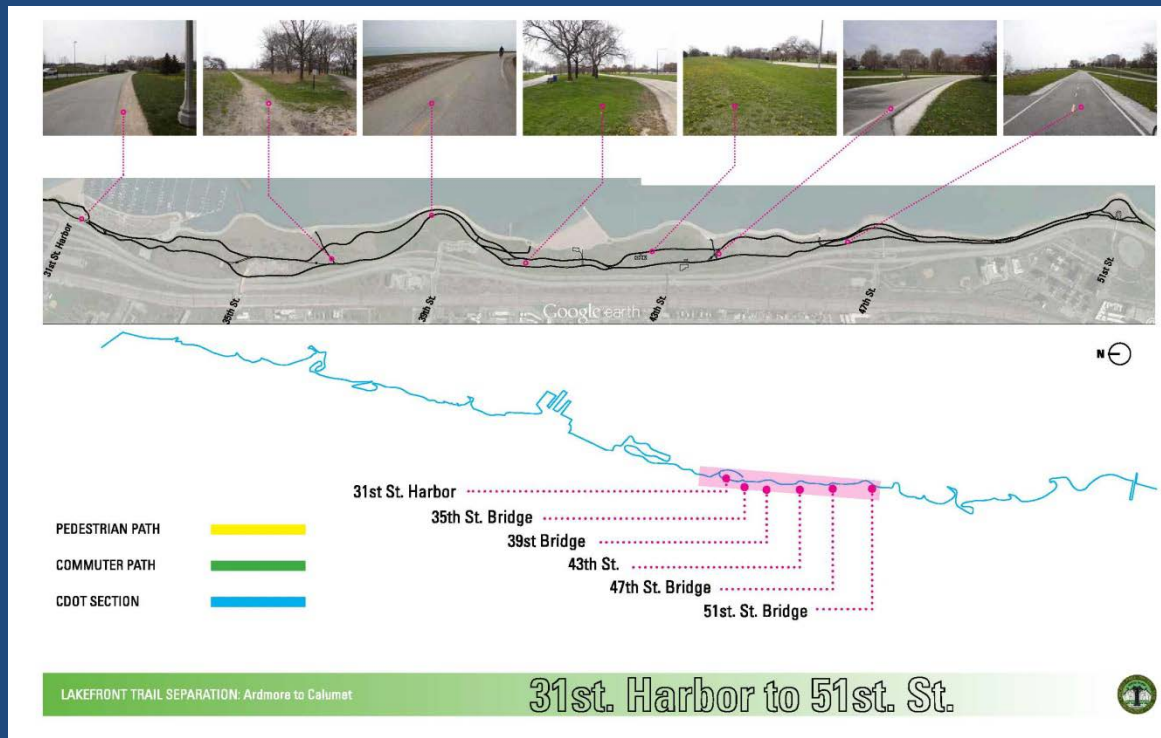 31st St. Harbor
35th St.
39th St.
Google earth
43th St.
47th St.
51st St.
N
31st St. Harbor
35th St. Bridge
39st Bridge
43th St.
47th St. Bridge
51st. St. Bridge
PEDESTRIAN PATH
COMMUTER PATH
CDOT SECTION
LAKEFRONT TRAIL SEPARATION: Ardmore to Calumet
31st. Harbor to 51st. St.